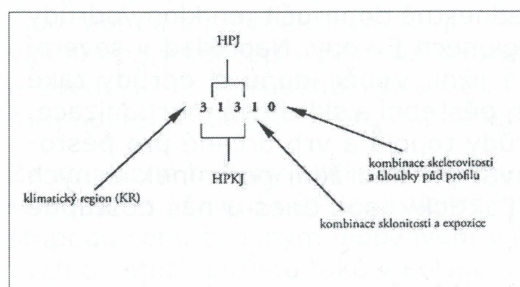 HPJ
3 1 3 1 0
HPKJ
klimatický region (KR)
kombinace skeletovitosti
a hloubky půd profilu
kombinace sklonitosti a expozice